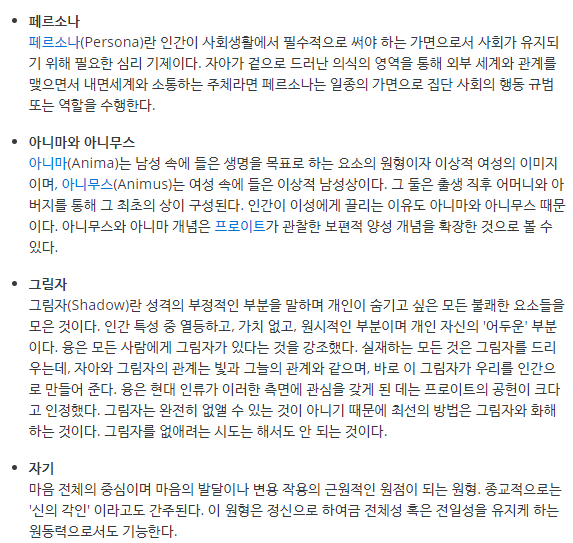 페르소나
페르소나(Persona)란 인간이 사회생활에서 필수적으로 써야 하는 가면으로서 사회가 유지되
기 위해 필요한 심리 기제이다. 자아가 겉으로 드러난 의식의 영역을 통해 외부 세계와 관계를
맺으면서 내면세계와 소통하는 주체라면 페르소나는 일종의 가면으로 집단 사회의 행동 규범
또는 역할을 수행한다.
아니마와 아니무스
아니마(Anima)는 남성 속에 들은 생명을 목표로 하는 요소의 원형이자 이상적 여성의 이미지
이며, 아니무스(Animus)는 여성 속에 들은 이상적 남성상이다. 그 둘은 출생 직후 어머니와 아
버지를 통해 그 최초의 상이 구성된다. 인간이 이성에게 끌리는 이유도 아니마와 아니무스 때문
이다. 아니무스와 아니마 개념은 프로이트가 관찰한 보편적 양성 개념을 확장한 것으로 볼 수
있다.
그림자
그림자(Shadow)란 성격의 부정적인 부분을 말하며 개인이 숨기고 싶은 모든 불쾌한 요소들을
모은 것이다. 인간 특성 중 열등하고, 가치 없고, 원시적인 부분이며 개인 자신의 '어두운' 부분
이다. 융은 모든 사람에게 그림자가 있다는 것을 강조했다. 실재하는 모든 것은 그림자를 드리
우는데, 자아와 그림자의 관계는 빛과 그늘의 관계와 같으며, 바로 이 그림자가 우리를 인간으
로 만들어 준다. 융은 현대 인류가 이러한 측면에 관심을 갖게 된 데는 프로이트의 공헌이 크다
고 인정했다. 그림자는 완전히 없앨 수 있는 것이 아니기 때문에 최선의 방법은 그림자와 화해
하는 것이다. 그림자를 없애려는 시도는 해서도 안 되는 것이다.
자기
마음 전체의 중심이며 마음의 발달이나 변용 작용의 근원적인 원점이 되는 원형. 종교적으로는
'신의 각인' 이라고도 간주된다. 이 원형은 정신으로 하여금 전체성 혹은 전일성을 유지케 하는
원동력으로서도 기능한다.